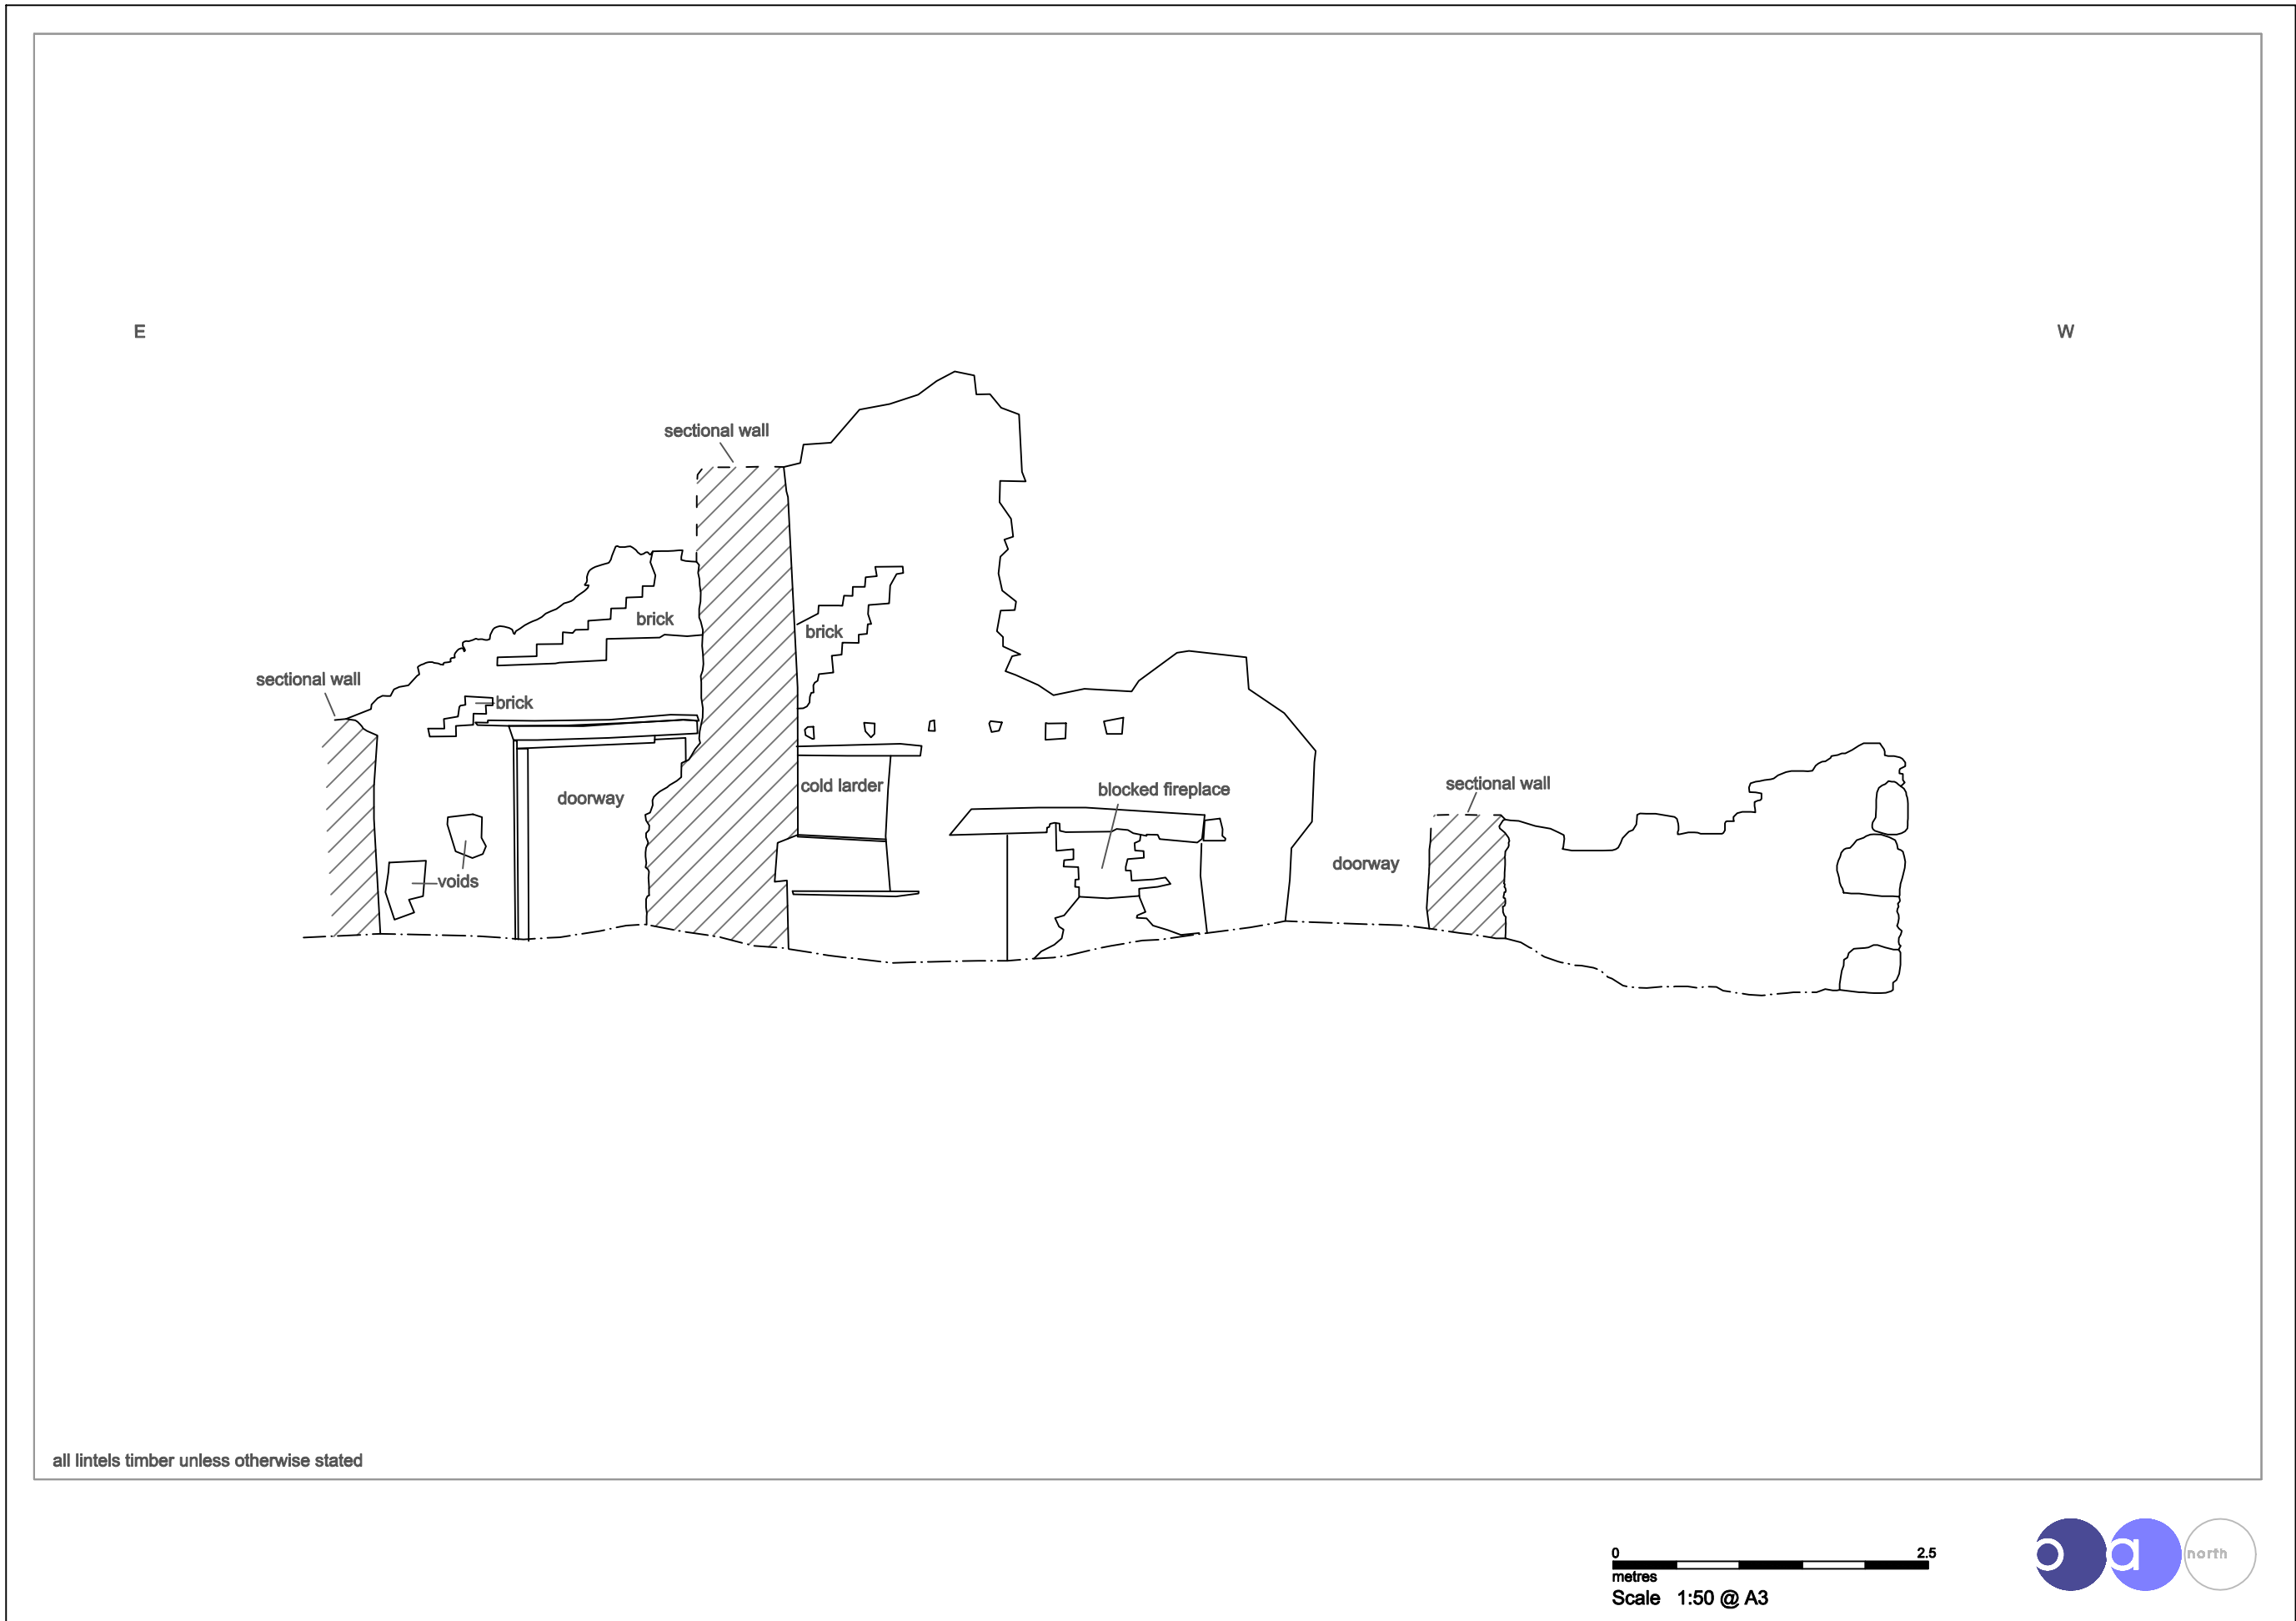 E
W
sectional wall
brick
brick
sectional wall
brick
cold larder
sectional wall
blocked fireplace
doorway
doorway
voids
all lintels timber unless otherwise stated
0 2.5
metres
Scale 1:50 @ A3
oa north